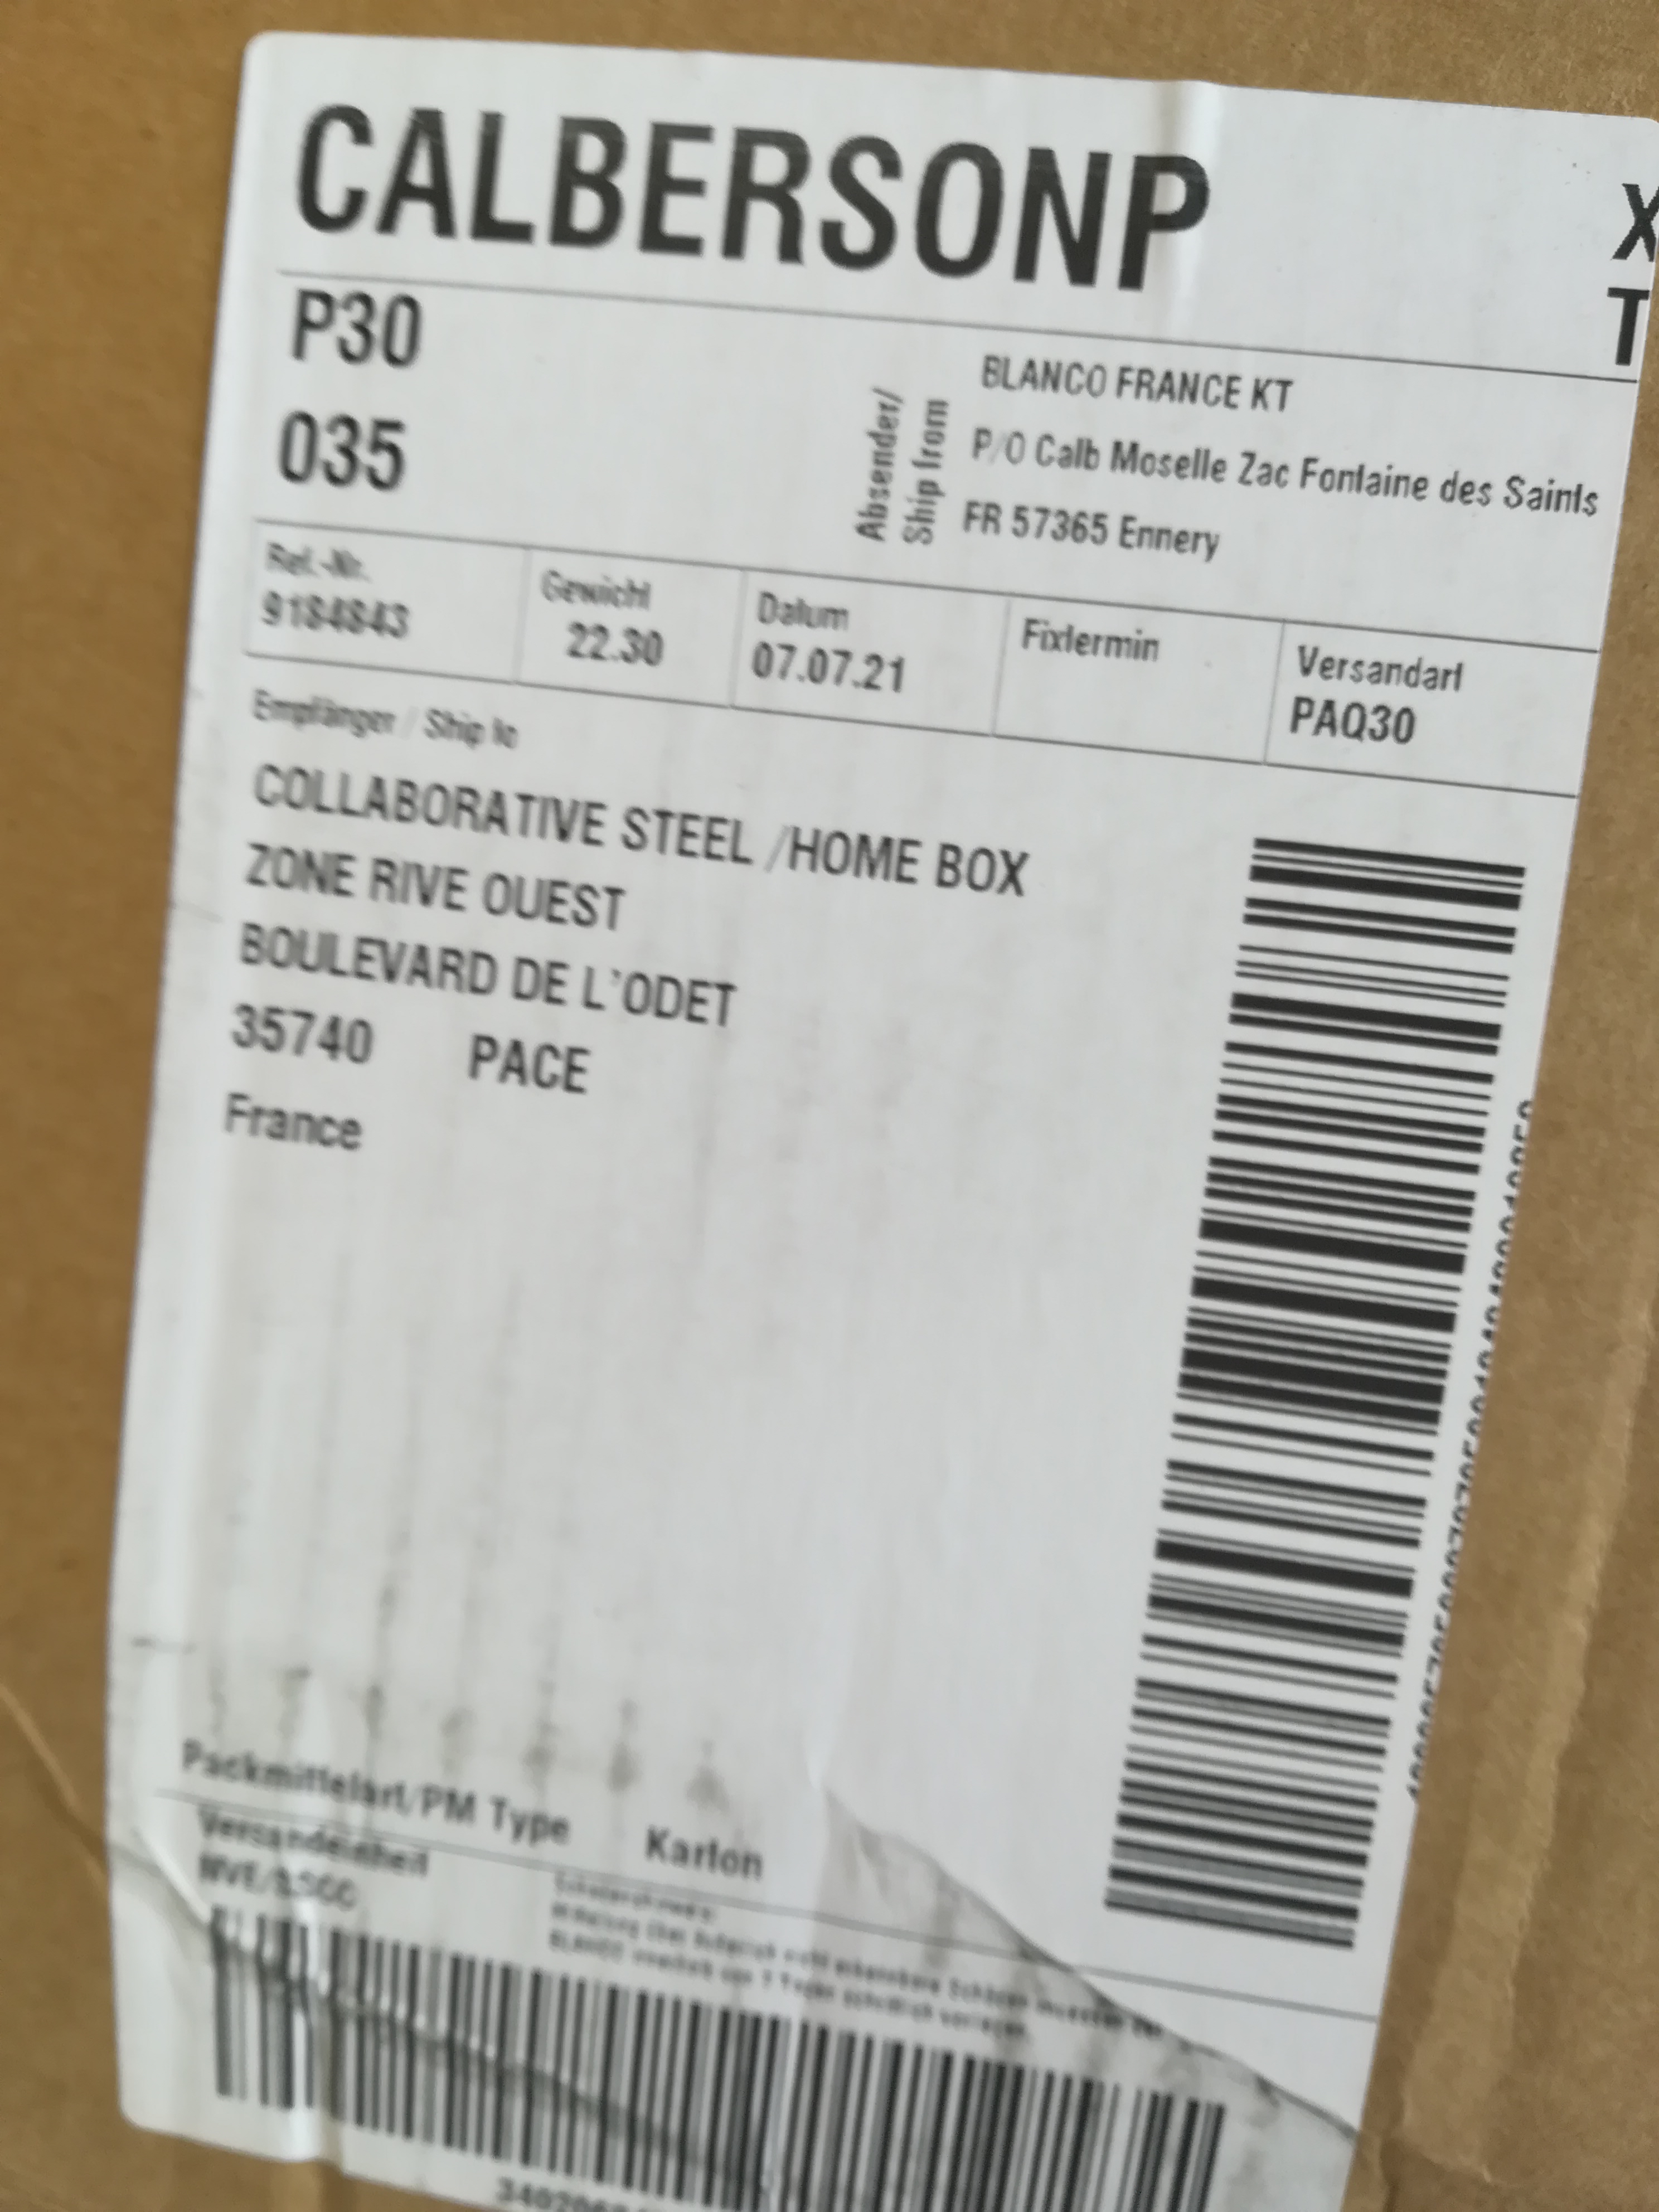 CALBERSONP
X
T
P30
035
Absender/
Ship from
BLANCO FRANCE KT
P/O Calb Moselle Zac Fontaine des Saints
FR 57365 Ennery
Ref.-Nr.
9184843
Gewicht
22.30
Datum
07.07.21
Fixtermin
Versandart
PAQ30
Empfänger / Ship to
COLLABORATIVE STEEL /HOME BOX
ZONE RIVE OUEST
BOULEVARD DE L'ODET
35740 PACE
France
Packmittelart/PM Type Karton
Versandeinheit